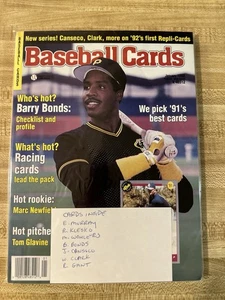 New series! Canseco, Clark, more on '92's first Repli-Cards
Baseball Cards
Who's hot?
Barry Bonds:
Checklist and
profile
We pick '91's
best cards
What's hot?
Racing
cards
lead the pack
Hot rookie:
Marc Newfie
Hot pitche
Tom Glavine
CARDS INSIDE
E. MURRAY
R. KLESKO
B. BONDS
J. CANSECO
W. CLARK
R. GANT